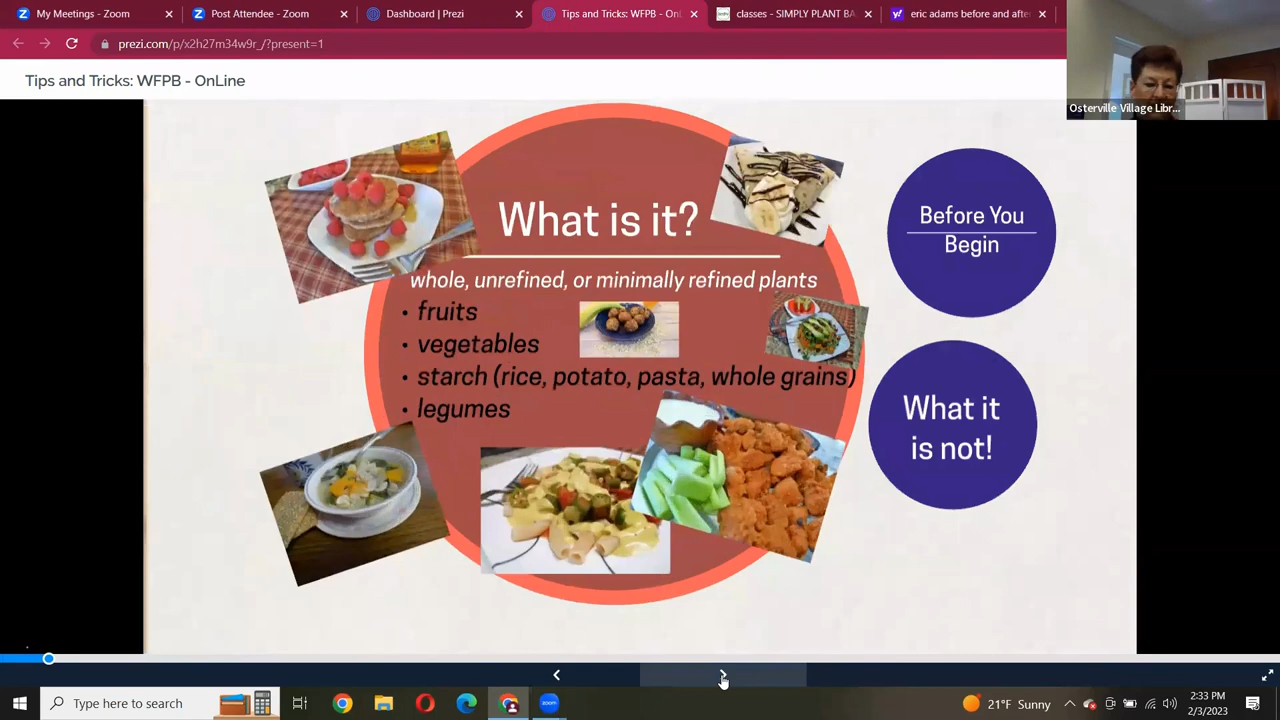 My Meetings - Zoom
Post Attendee - Zoom
Dashboard | Prezi
Tips and Tricks: WFPB - OnL
classes - SIMPLY PLANT BA
eric adams before and after
prezi.com/p/x2h27m34w9r_/?present=1
Tips and Tricks: WFPB - OnLine
Osterville Village Libr...
What is it?
whole, unrefined, or minimally refined plants
• fruits
• vegetables
• starch (rice, potato, pasta, whole grains)
• legumes
Before You
Begin
What it
is not!
Type here to search
zoom
21°F Sunny
2:33 PM
2/3/2023